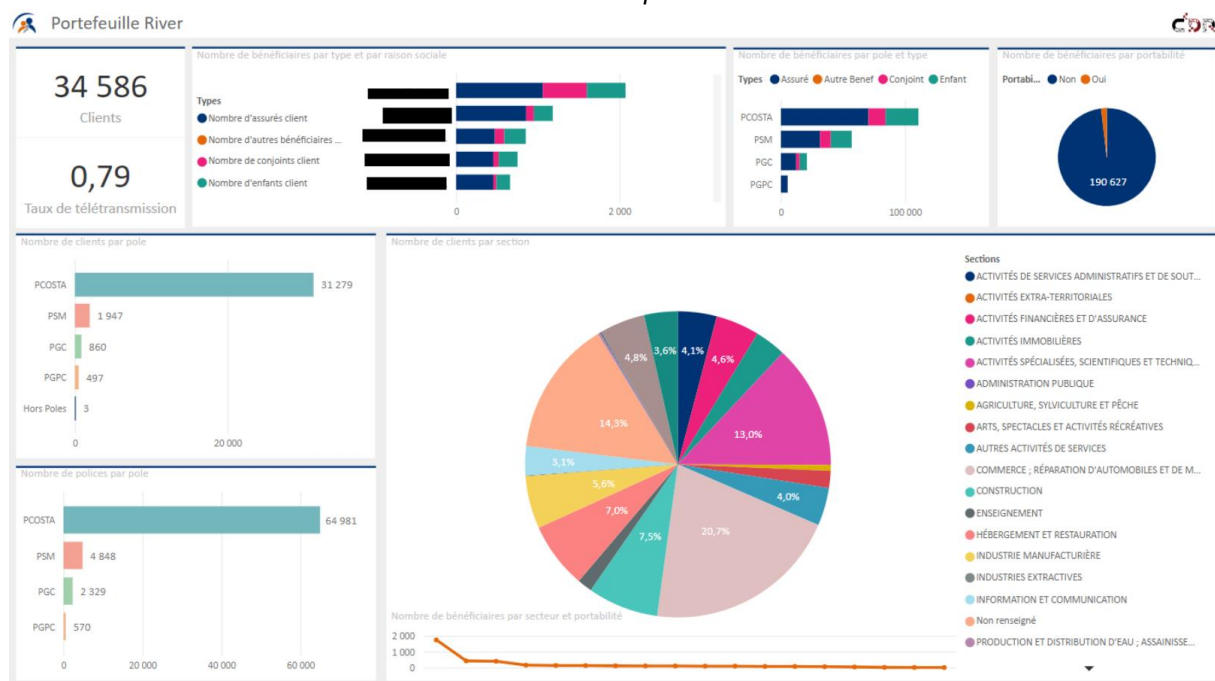 Portefeuille River
34 586
Clients
0,79
Taux de télétransmission
Nombre de bénéficiaires par type et par raison sociale
Types
Nombre d'assurés client
Nombre d'autres bénéficiaires ...
Nombre de conjoints client
Nombre d'enfants client
0
2 000
Nombre de bénéficiaires par pole et type
Types Assuré Autre Benef Conjoint Enfant
PCOSTA
PSM
PGC
PGPC
0
100 000
Nombre de bénéficiaires par portabilité
Portabi... Non Oui
190 627
Nombre de clients par pole
PCOSTA 31 279
PSM 1 947
PGC 860
PGPC 497
Hors Poles 3
0 20 000
Nombre de polices par pole
PCOSTA 64 981
PSM 4 848
PGC 2 329
PGPC 570
0 20 000 40 000 60 000
Nombre de clients par section
4,1%
4,6%
13,0%
4,0%
20,7%
7,5%
7,0%
5,6%
3,1%
14,3%
4,8%
3,6%
Sections
ACTIVITÉS DE SERVICES ADMINISTRATIFS ET DE SOUT...
ACTIVITÉS EXTRA-TERRITORIALES
ACTIVITÉS FINANCIÈRES ET D'ASSURANCE
ACTIVITÉS IMMOBILIÈRES
ACTIVITÉS SPÉCIALISÉES, SCIENTIFIQUES ET TECHNIQ...
ADMINISTRATION PUBLIQUE
AGRICULTURE, SYLVICULTURE ET PÊCHE
ARTS, SPECTACLES ET ACTIVITÉS RÉCRÉATIVES
AUTRES ACTIVITÉS DE SERVICES
COMMERCE ; RÉPARATION D'AUTOMOBILES ET DE M...
CONSTRUCTION
ENSEIGNEMENT
HÉBERGEMENT ET RESTAURATION
INDUSTRIE MANUFACTURIÈRE
INDUSTRIES EXTRACTIVES
INFORMATION ET COMMUNICATION
Non renseigné
PRODUCTION ET DISTRIBUTION D'EAU ; ASSAINISSE...
Nombre de bénéficiaires par secteur et portabilité
2 000
1 000
0